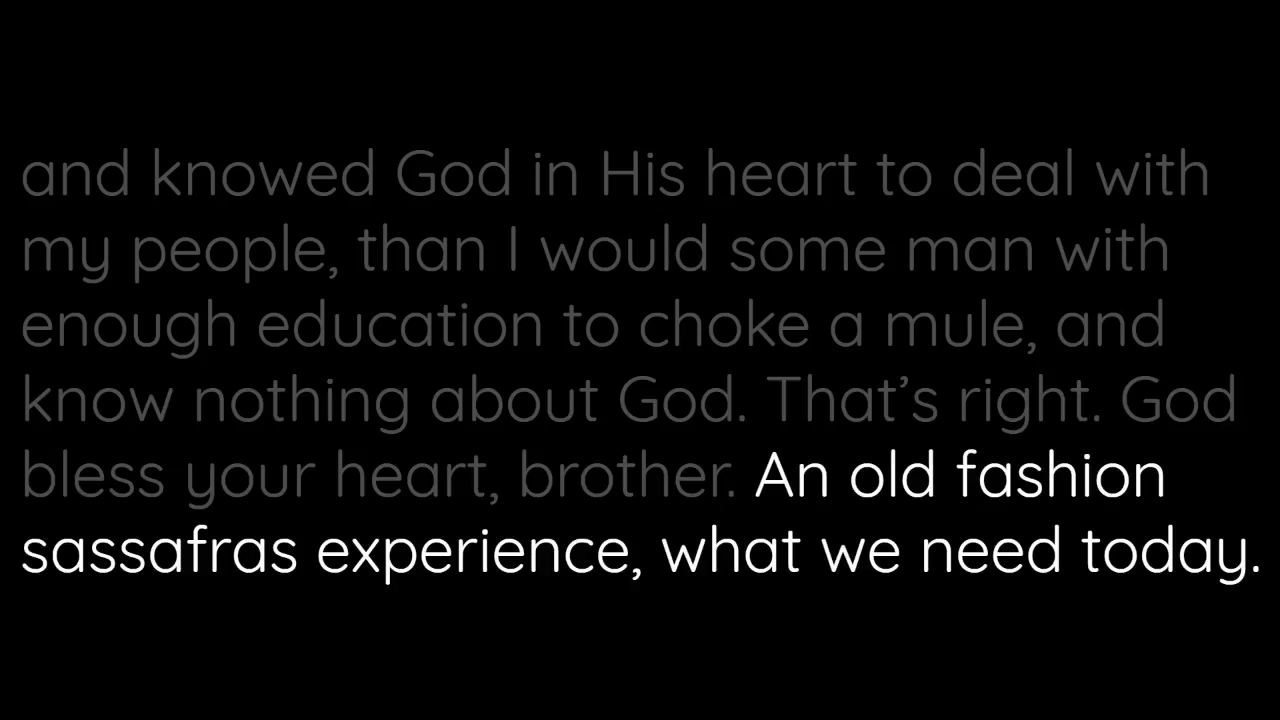 and knowed God in His heart to deal with
my people, than I would some man with
enough education to choke a mule, and
know nothing about God. That’s right. God
bless your heart, brother. An old fashion
sassafras experience, what we need today.